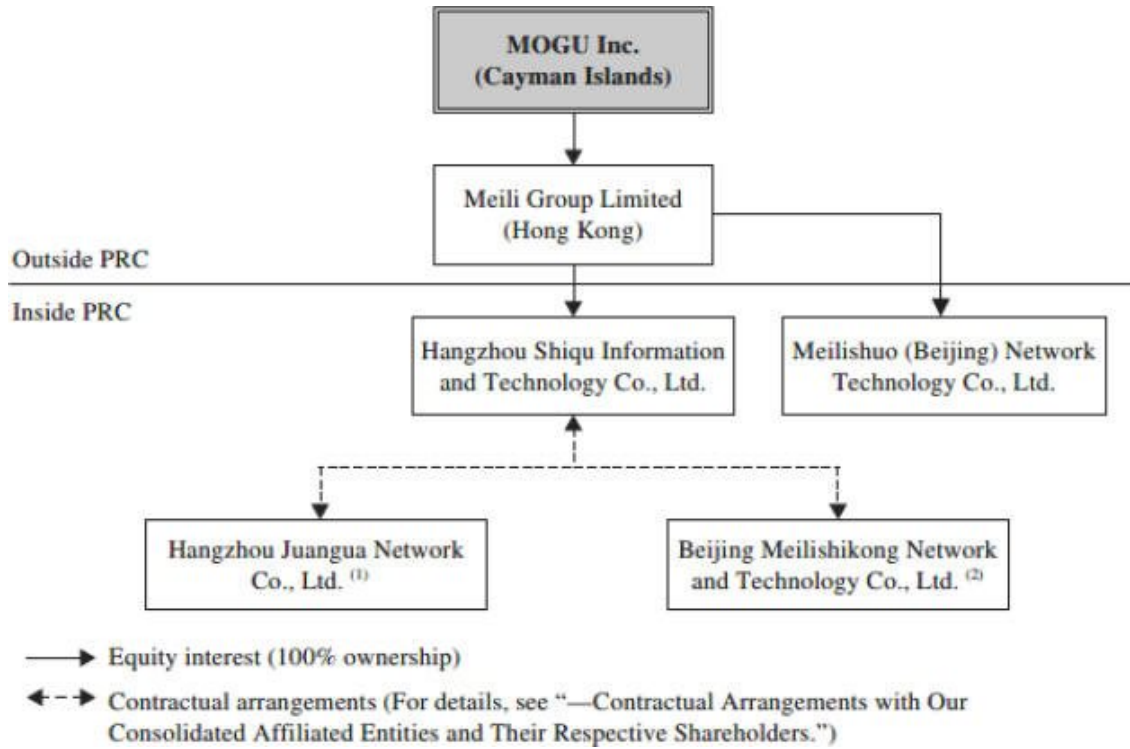 MOGU Inc.
(Cayman Islands)
Meili Group Limited
(Hong Kong)
Outside PRC
Inside PRC
Hangzhou Shiqu Information
and Technology Co., Ltd.
Meilishuo (Beijing) Network
Technology Co., Ltd.
Hangzhou Juangua Network
Co., Ltd. (1)
Beijing Meilishikong Network
and Technology Co., Ltd. (2)
Equity interest (100% ownership)
Contractual arrangements (For details, see “—Contractual Arrangements with Our
Consolidated Affiliated Entities and Their Respective Shareholders.”)